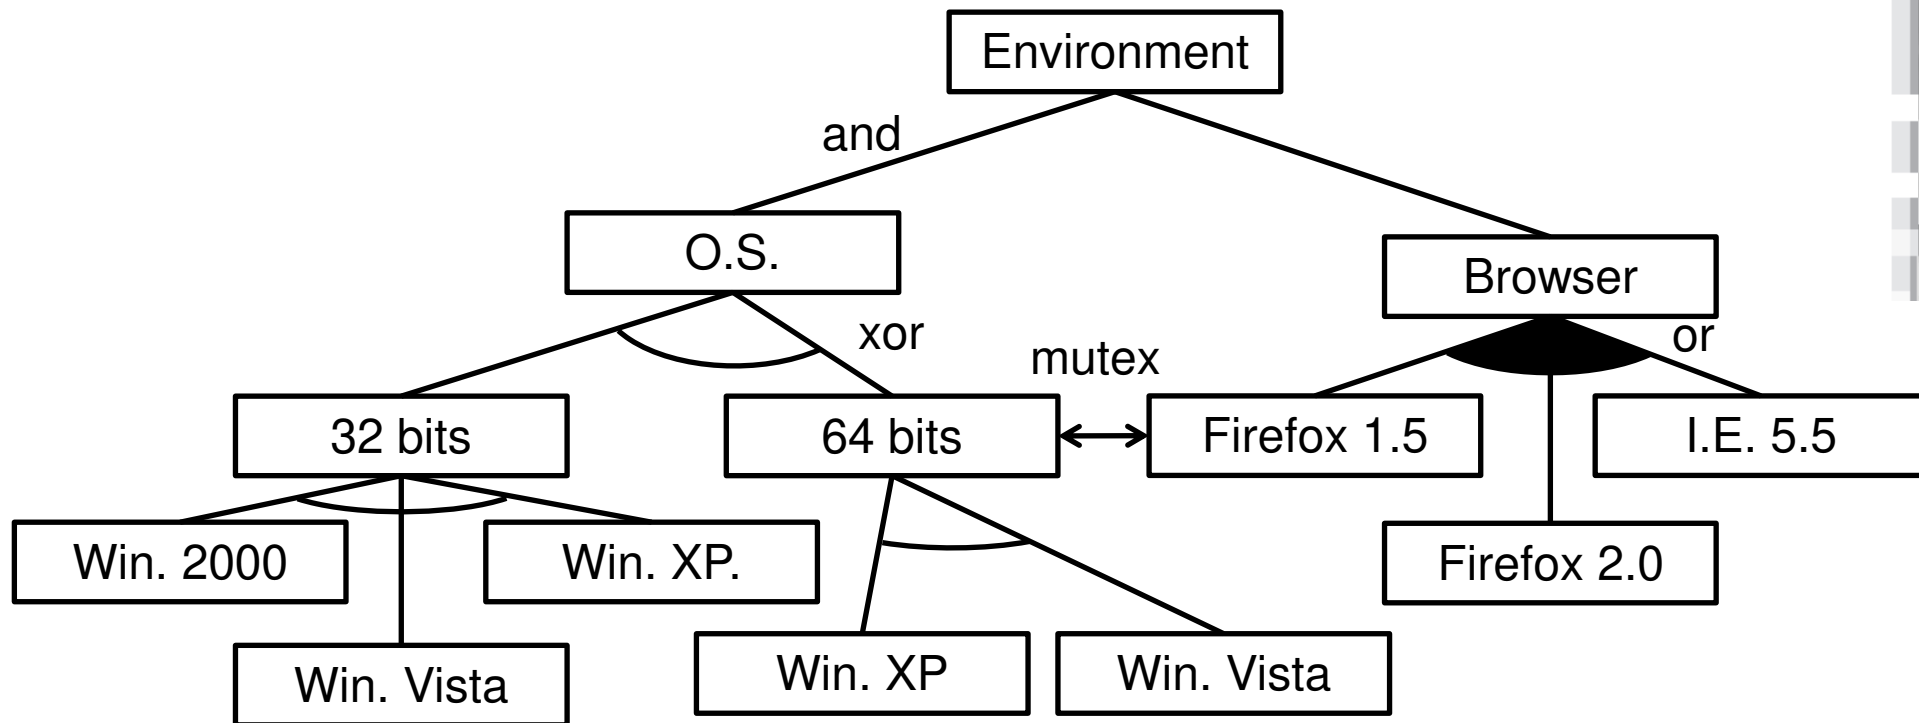 Environment
and
O.S.
Browser
xor
or
mutex
32 bits
64 bits
Firefox 1.5
I.E. 5.5
Win. 2000
Win. XP.
Firefox 2.0
Win. Vista
Win. XP
Win. Vista